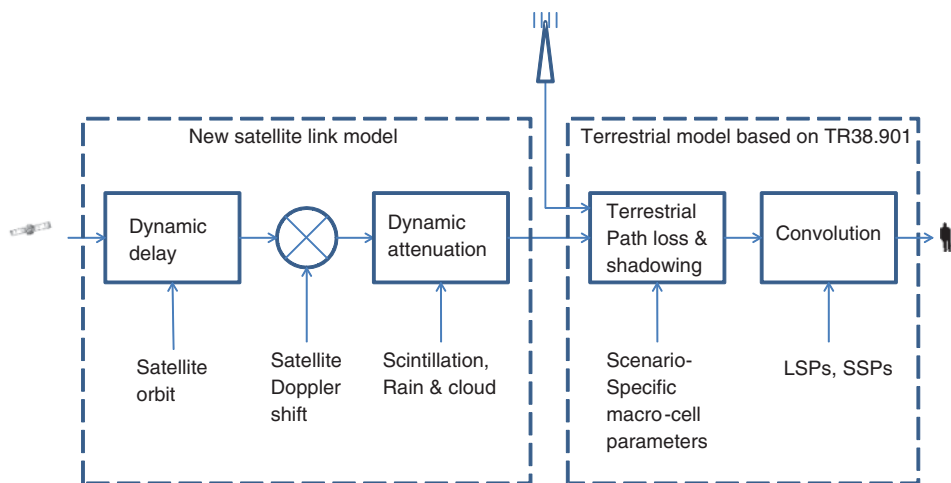 New satellite link model
Terrestrial model based on TR38.901
Dynamic
delay
Dynamic
attenuation
Terrestrial
Path loss &
shadowing
Convolution
Satellite
orbit
Satellite
Doppler
shift
Scintillation,
Rain & cloud
Scenario-
Specific
macro-cell
parameters
LSPs, SSPs